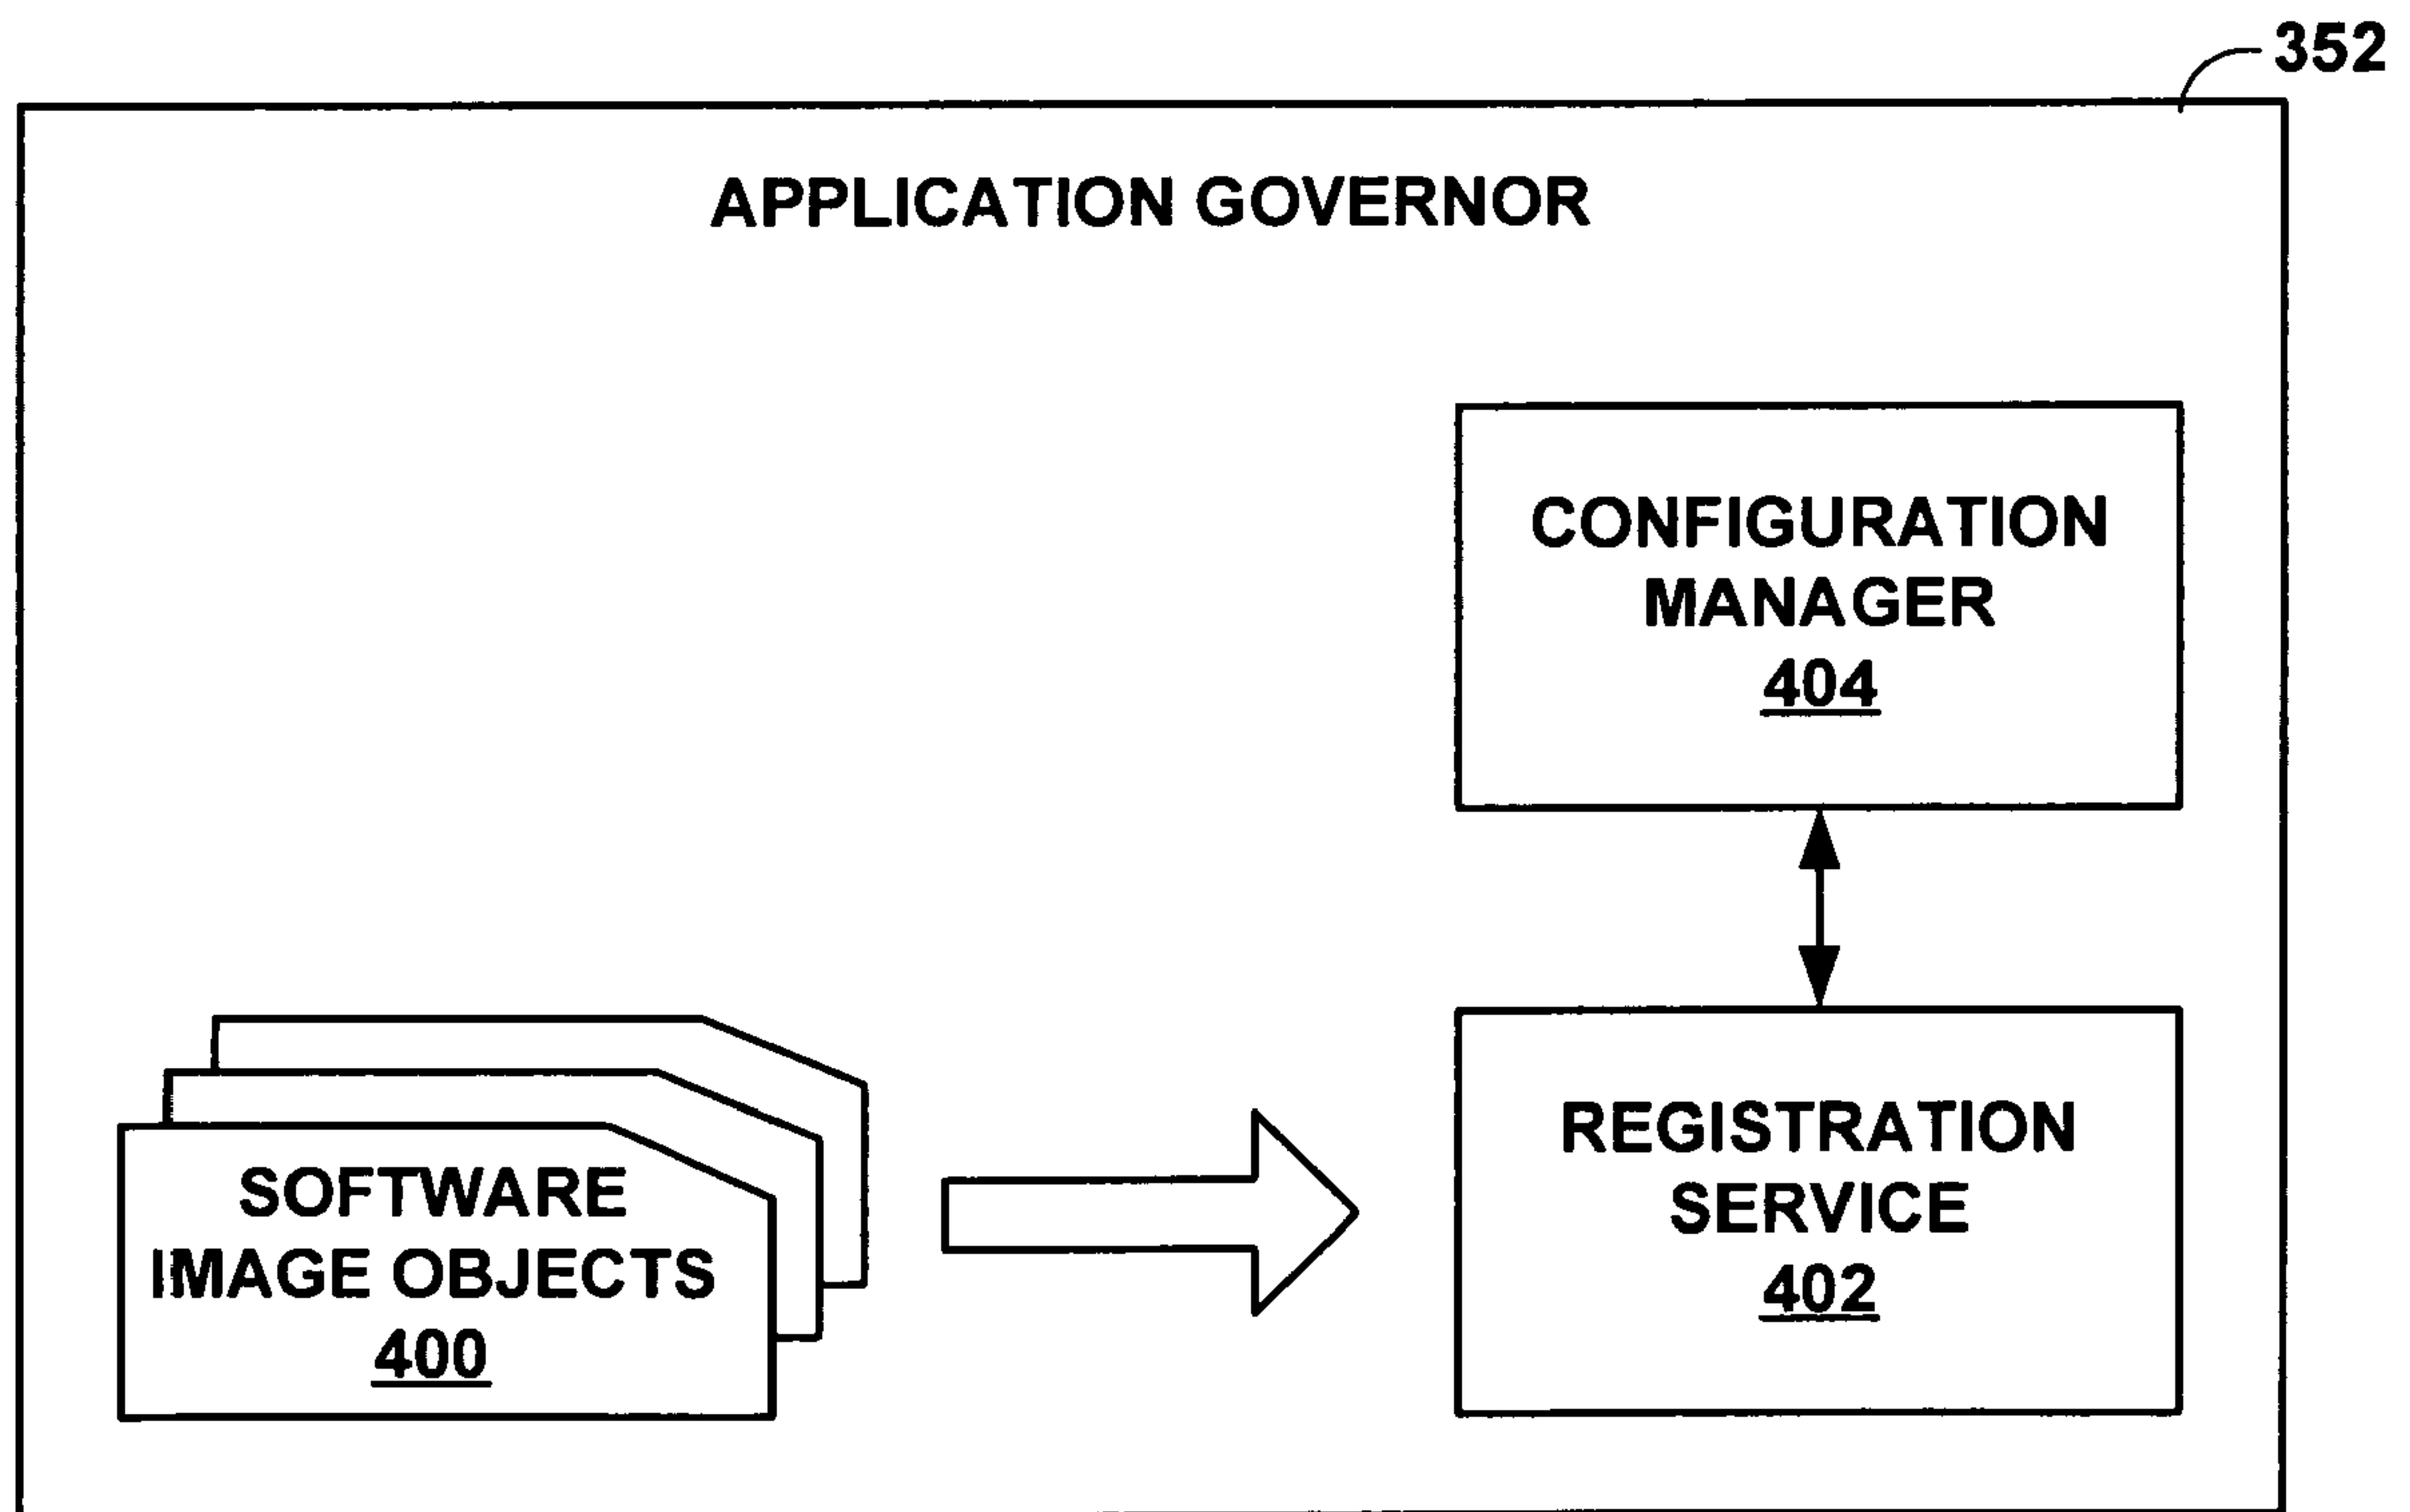 352
APPLICATION GOVERNOR
CONFIGURATION
MANAGER
404
REGISTRATION
SERVICE
402
SOFTWARE
IMAGE OBJECTS
400